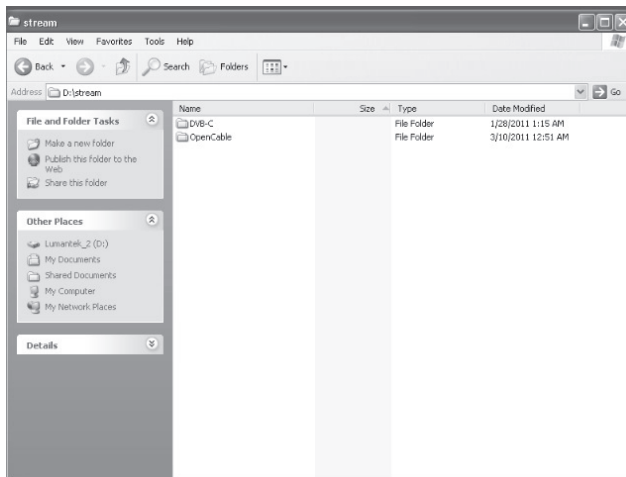 stream
File Edit View Favorites Tools Help
Back Search Folders
Address D:\stream Go
File and Folder Tasks
Make a new folder
Publish this folder to the
Web
Share this folder
Other Places
Lumantek_2 (D:)
My Documents
Shared Documents
My Computer
My Network Places
Details
Name Size Type Date Modified
DVB-C File Folder 1/28/2011 1:15 AM
OpenCable File Folder 3/10/2011 12:51 AM